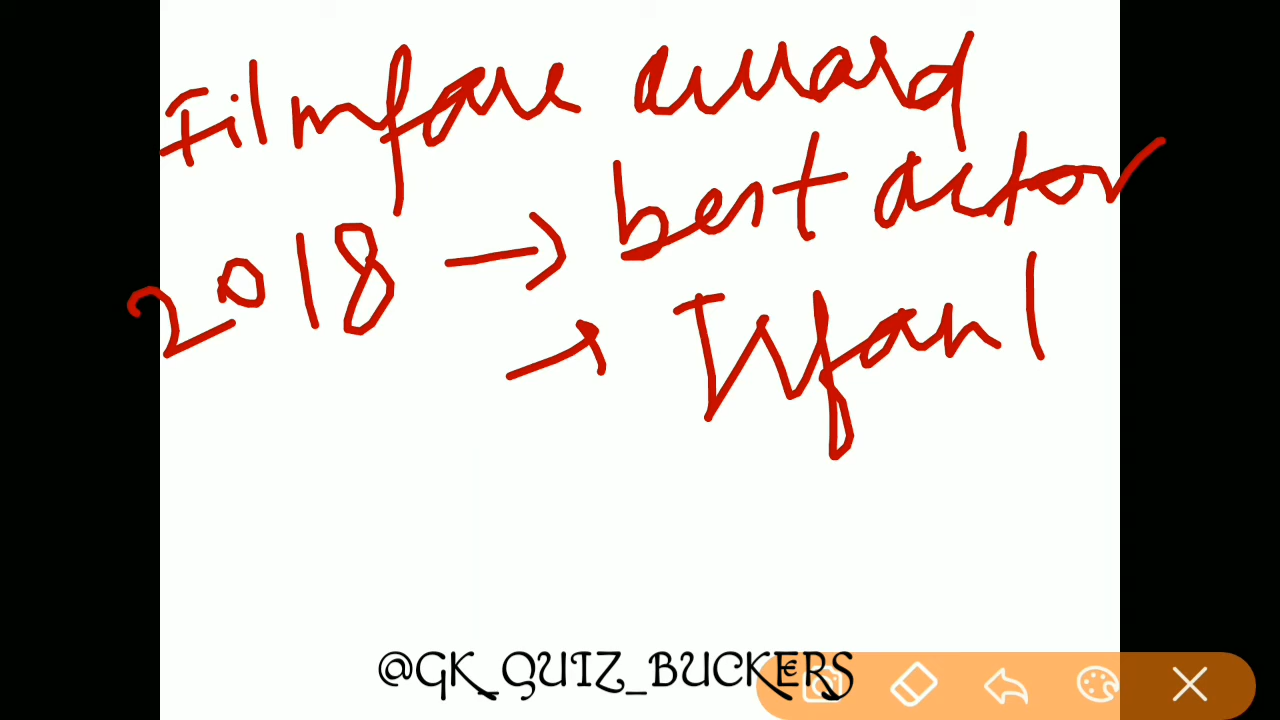 Filmfare award
2018 → best actor
→ Irfan
@GK_QUIZ_BUCKERS